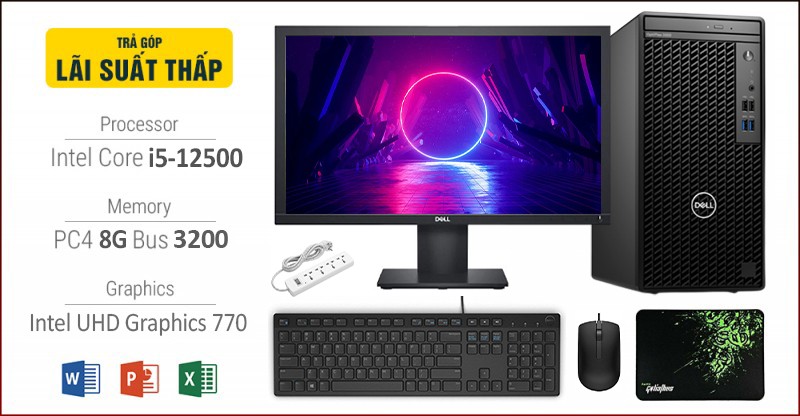 TRẢ GÓP
LÃI SUẤT THẤP
Processor
Intel Core i5-12500
Memory
PC4 8G Bus 3200
Graphics
Intel UHD Graphics 770
W
P
X
DELL
DELL